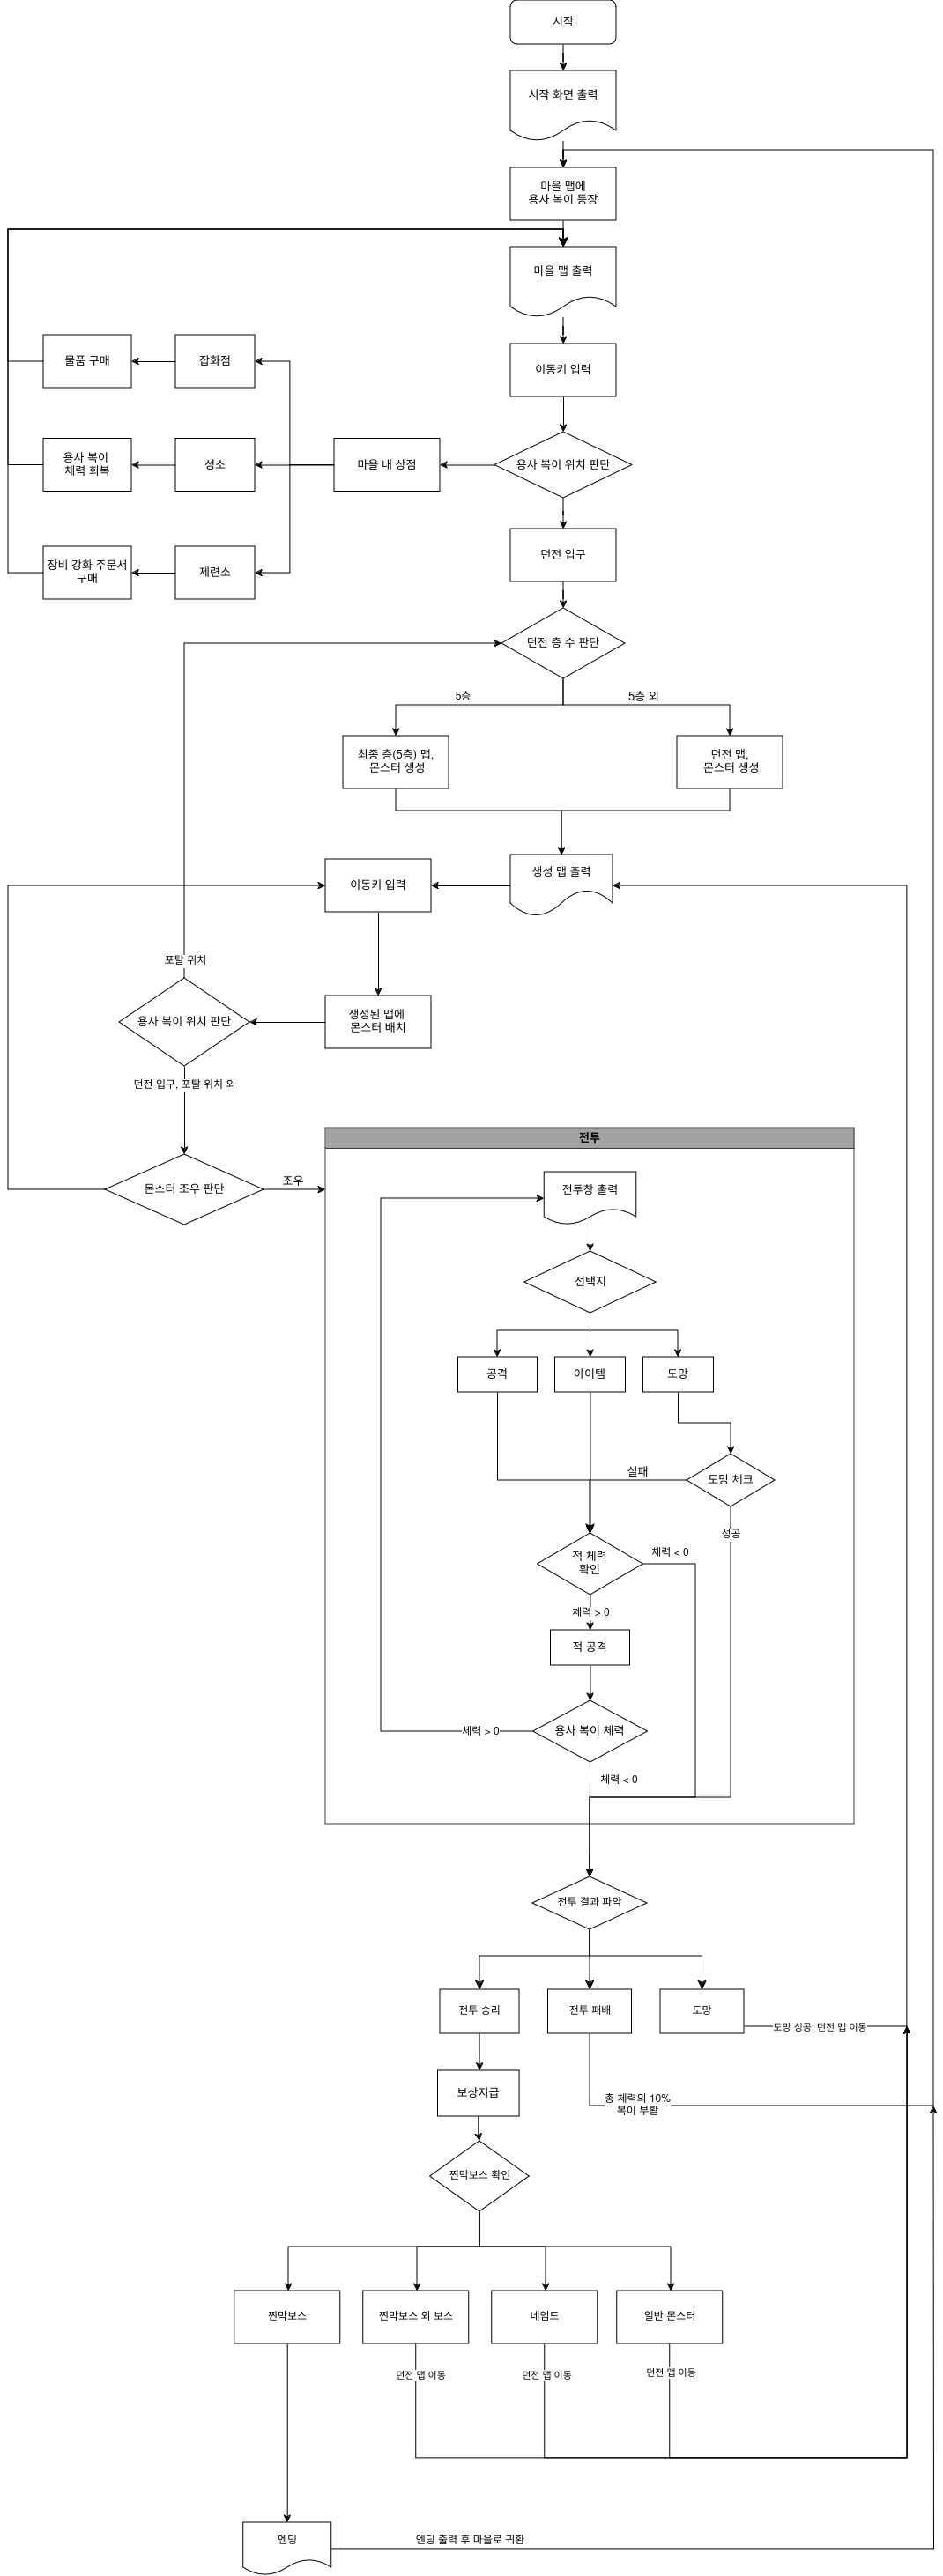 시작
시작 화면 출력
마을 맵에
용사 복이 등장
마을 맵 출력
이동키 입력
물품 구매
잡화점
용사 복이
체력 회복
성소
마을 내 상점
용사 복이 위치 판단
던전 입구
장비 강화 주문서
구매
제련소
던전 층 수 판단
5층
5층 외
최종 층(5층) 맵,
몬스터 생성
던전 맵,
몬스터 생성
이동키 입력
생성 맵 출력
포탈 위치
용사 복이 위치 판단
생성된 맵에
몬스터 배치
던전 입구, 포탈 위치 외
전투
몬스터 조우 판단
조우
전투창 출력
선택지
공격
아이템
도망
실패
도망 체크
성공
적 체력
확인
체력 < 0
체력 > 0
적 공격
체력 > 0
용사 복이 체력
체력 < 0
전투 결과 파악
전투 승리
전투 패배
도망
도망 성공: 던전 맵 이동
보상지급
총 체력의 10%
복이 부활
찐막보스 확인
찐막보스
찐막보스 외 보스
네임드
일반 몬스터
던전 맵 이동
던전 맵 이동
던전 맵 이동
엔딩
엔딩 출력 후 마을로 귀환